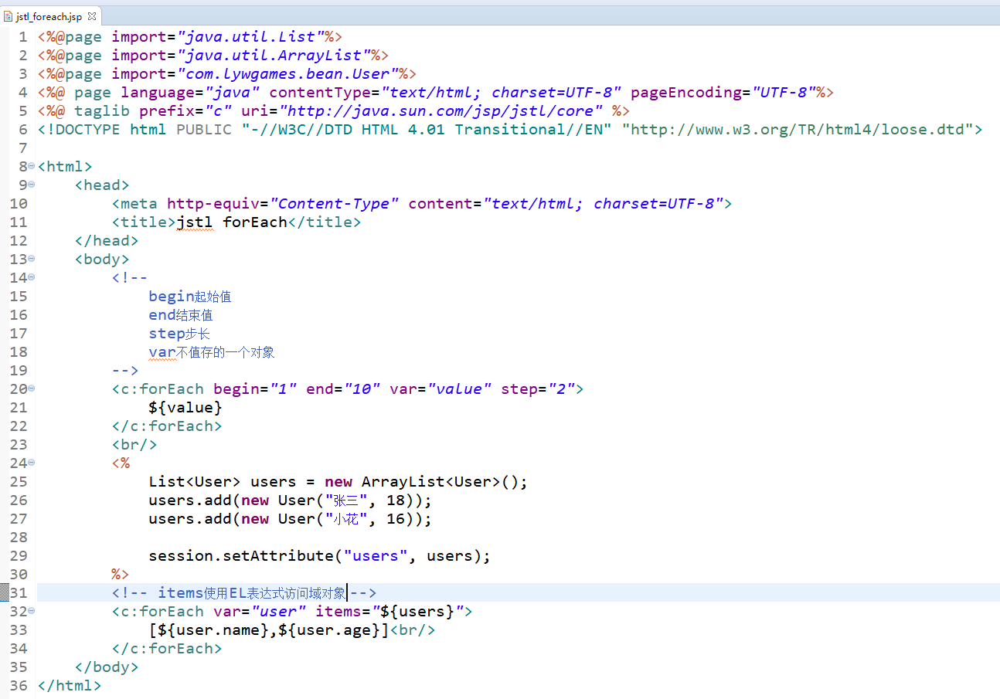 jstl_foreach.jsp
1 <%@page import="java.util.List"%>
2 <%@page import="java.util.ArrayList"%>
3 <%@page import="com.lywgames.bean.User"%>
4 <%@ page language="java" contentType="text/html; charset=UTF-8" pageEncoding="UTF-8"%>
5 <%@ taglib prefix="c" uri="http://java.sun.com/jsp/jstl/core" %>
6 <!DOCTYPE html PUBLIC "-//W3C//DTD HTML 4.01 Transitional//EN" "http://www.w3.org/TR/html4/loose.dtd">
7
8 <html>
9     <head>
10         <meta http-equiv="Content-Type" content="text/html; charset=UTF-8">
11         <title>jstl forEach</title>
12     </head>
13     <body>
14         <!--
15             begin起始值
16             end结束值
17             step步长
18             var不值存的一个对象
19         -->
20         <c:forEach begin="1" end="10" var="value" step="2">
21             ${value}
22         </c:forEach>
23         <br/>
24         <%
25             List<User> users = new ArrayList<User>();
26             users.add(new User("张三", 18));
27             users.add(new User("小花", 16));
28
29             session.setAttribute("users", users);
30         %>
31         <!-- items使用EL表达式访问域对象-->
32         <c:forEach var="user" items="${users}">
33             [${user.name},${user.age}]<br/>
34         </c:forEach>
35     </body>
36 </html>